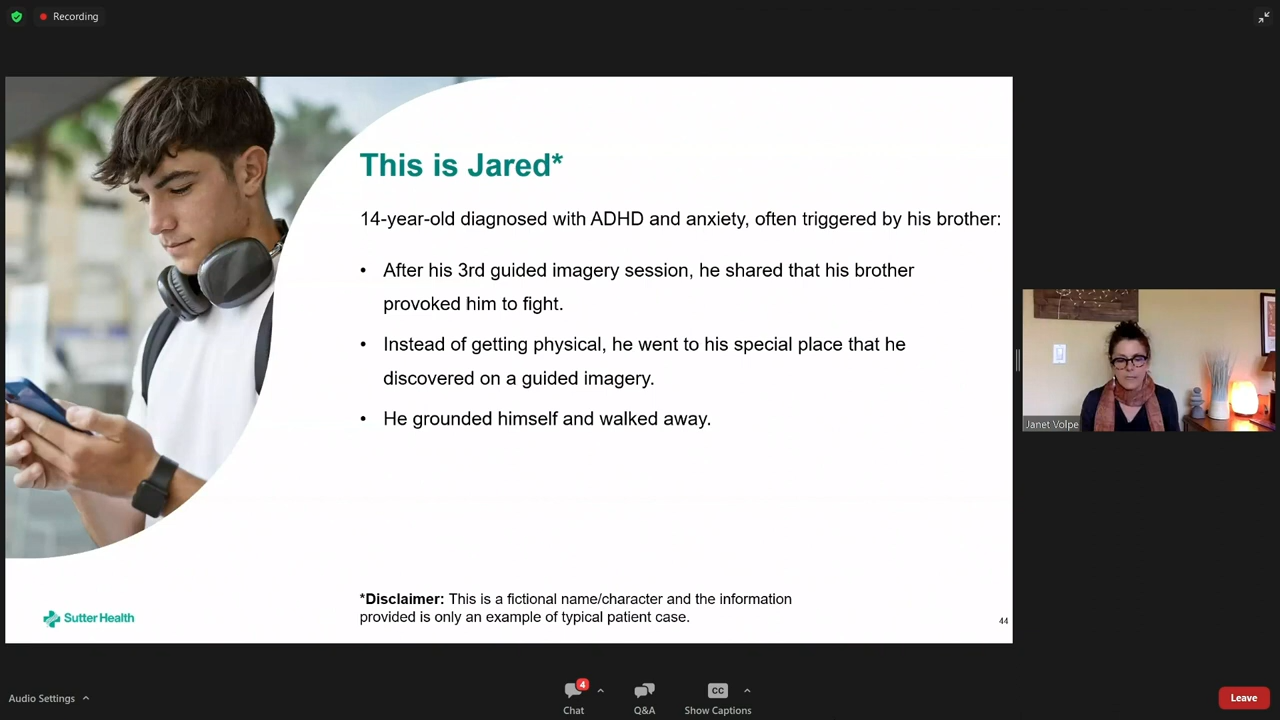 Recording
This is Jared*
14-year-old diagnosed with ADHD and anxiety, often triggered by his brother:
• After his 3rd guided imagery session, he shared that his brother
provoked him to fight.
• Instead of getting physical, he went to his special place that he
discovered on a guided imagery.
• He grounded himself and walked away.
Janet Volpe
*Disclaimer: This is a fictional name/character and the information
provided is only an example of typical patient case.
Sutter Health
44
Audio Settings
4
Chat
Q&A
CC
Show Captions
Leave